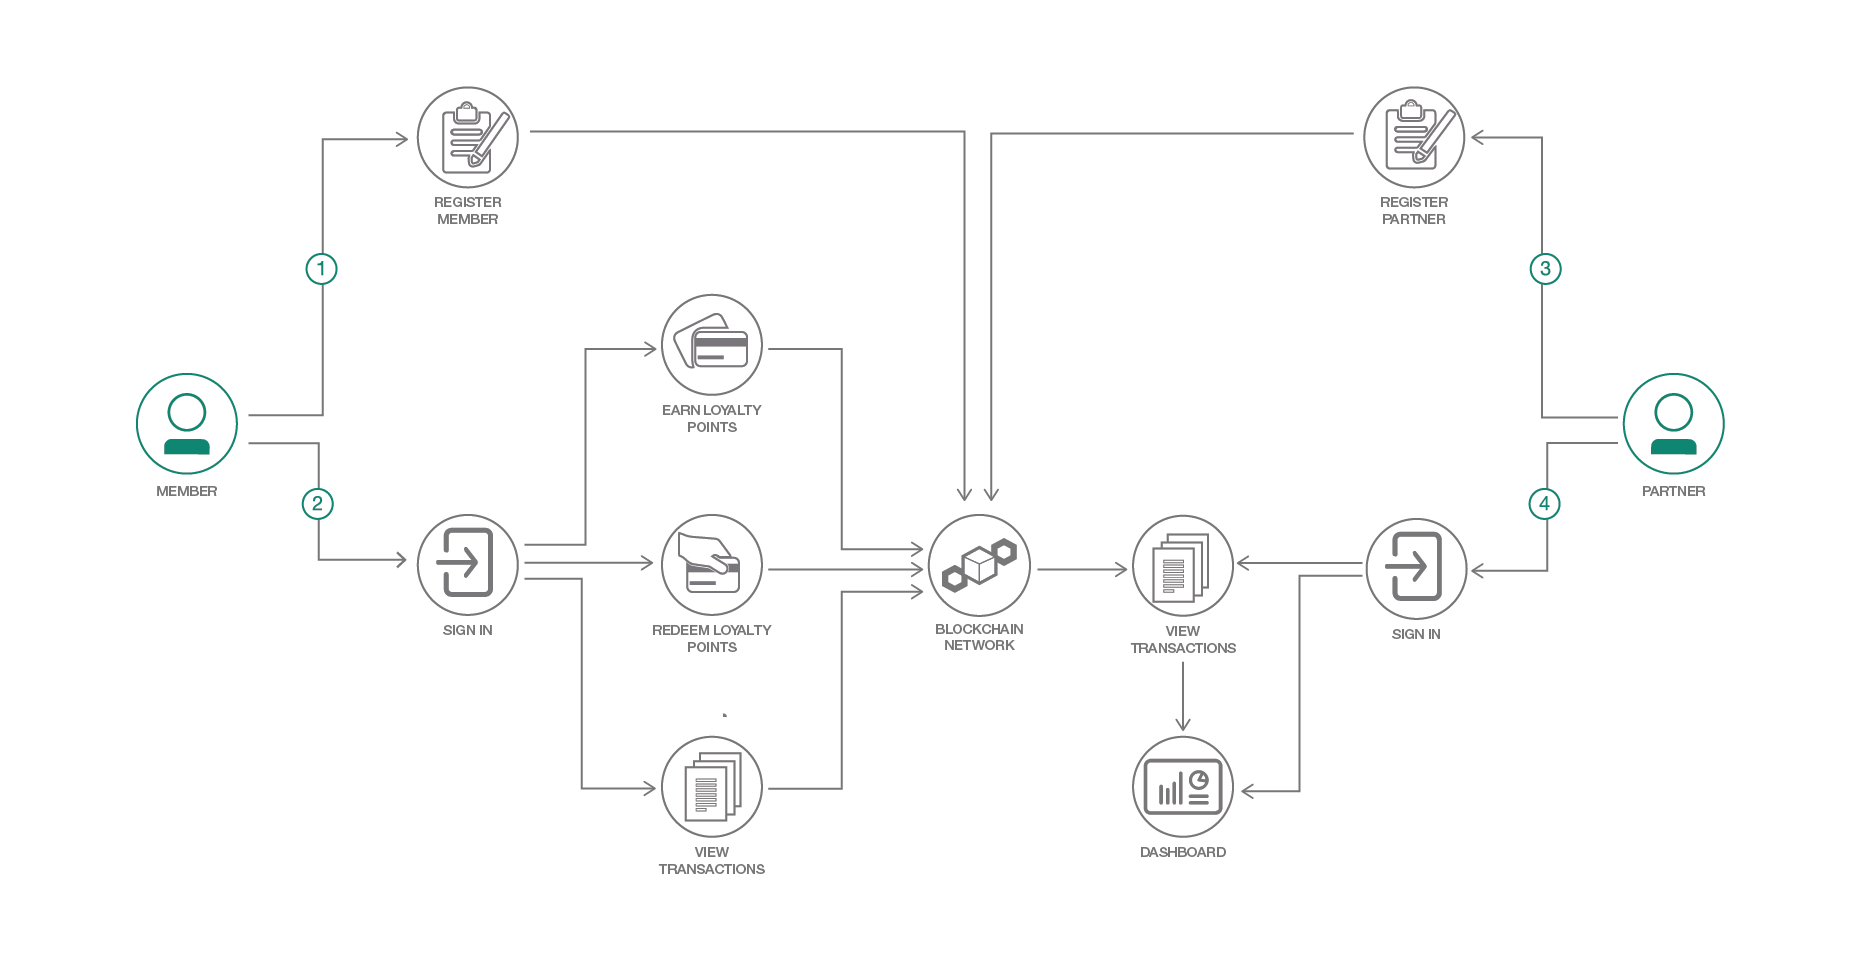 REGISTER
MEMBER
REGISTER
PARTNER
1
3
EARN LOYALTY
POINTS
MEMBER
PARTNER
2
4
SIGN IN
REDEEM LOYALTY
POINTS
BLOCKCHAIN
NETWORK
VIEW
TRANSACTIONS
SIGN IN
VIEW
TRANSACTIONS
DASHBOARD